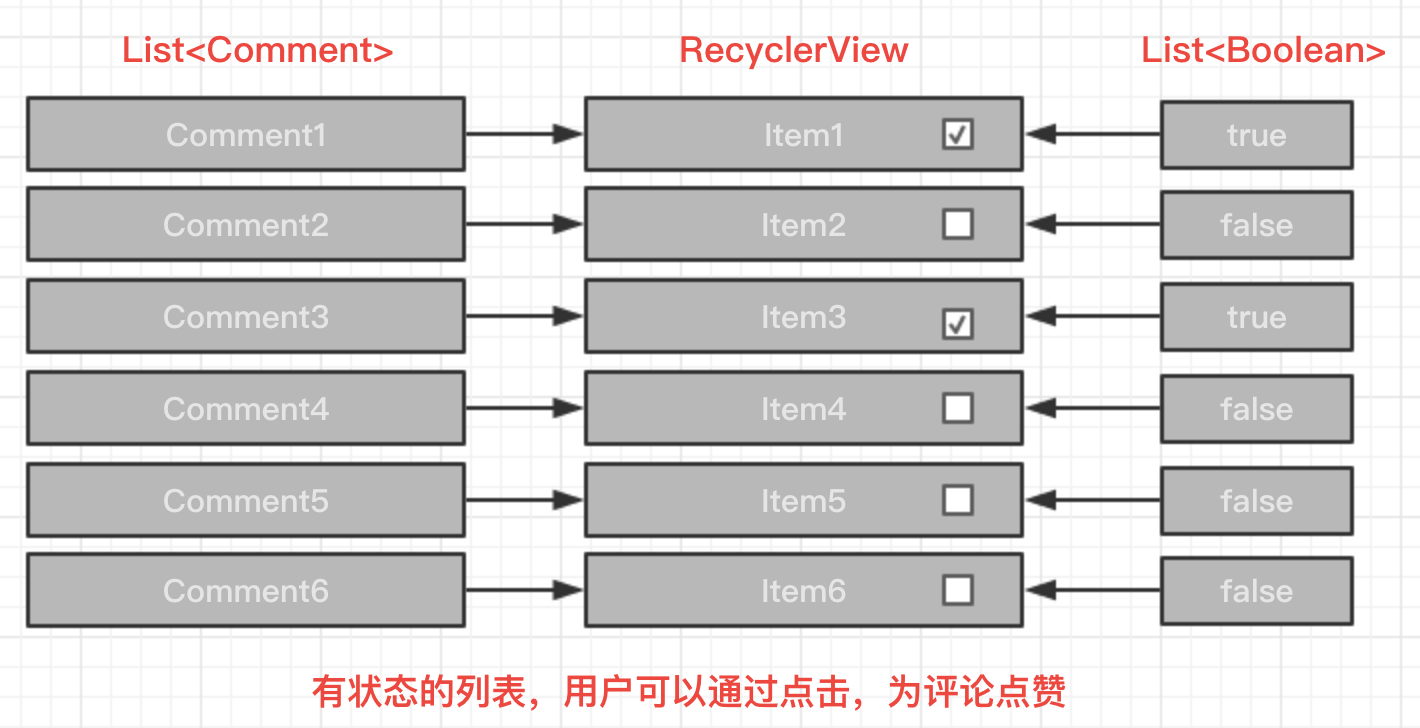 List<Comment> RecyclerView List<Boolean>
Comment1 Item1 true
Comment2 Item2 false
Comment3 Item3 true
Comment4 Item4 false
Comment5 Item5 false
Comment6 Item6 false
有状态的列表，用户可以通过点击，为评论点赞